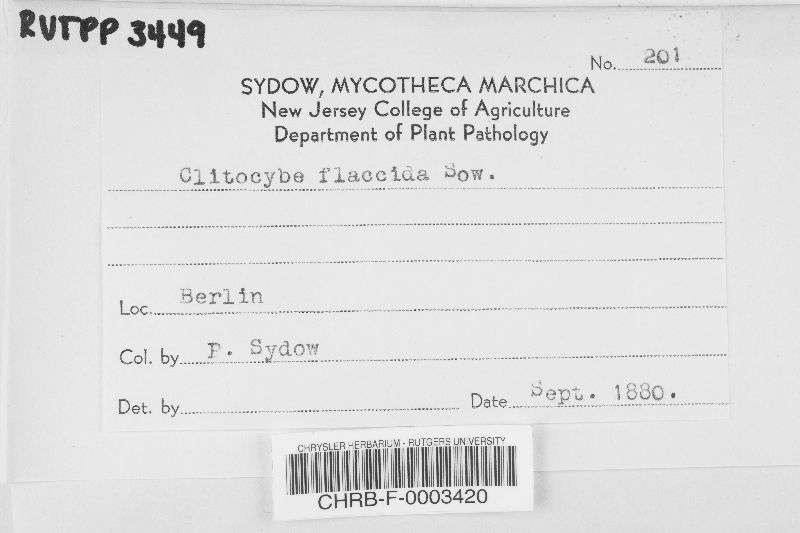 RUTPP 3449
No. 201
SYDOW, MYCOTHECA MARCHICA
New Jersey College of Agriculture
Department of Plant Pathology
Clitocybe flaccida Sow.
Loc. Berlin
Col. by P. Sydow
Det. by
Date Sept. 1880.
CHRYSLER HERBARIUM - RUTGERS UNIVERSITY
CHRB-F-0003420